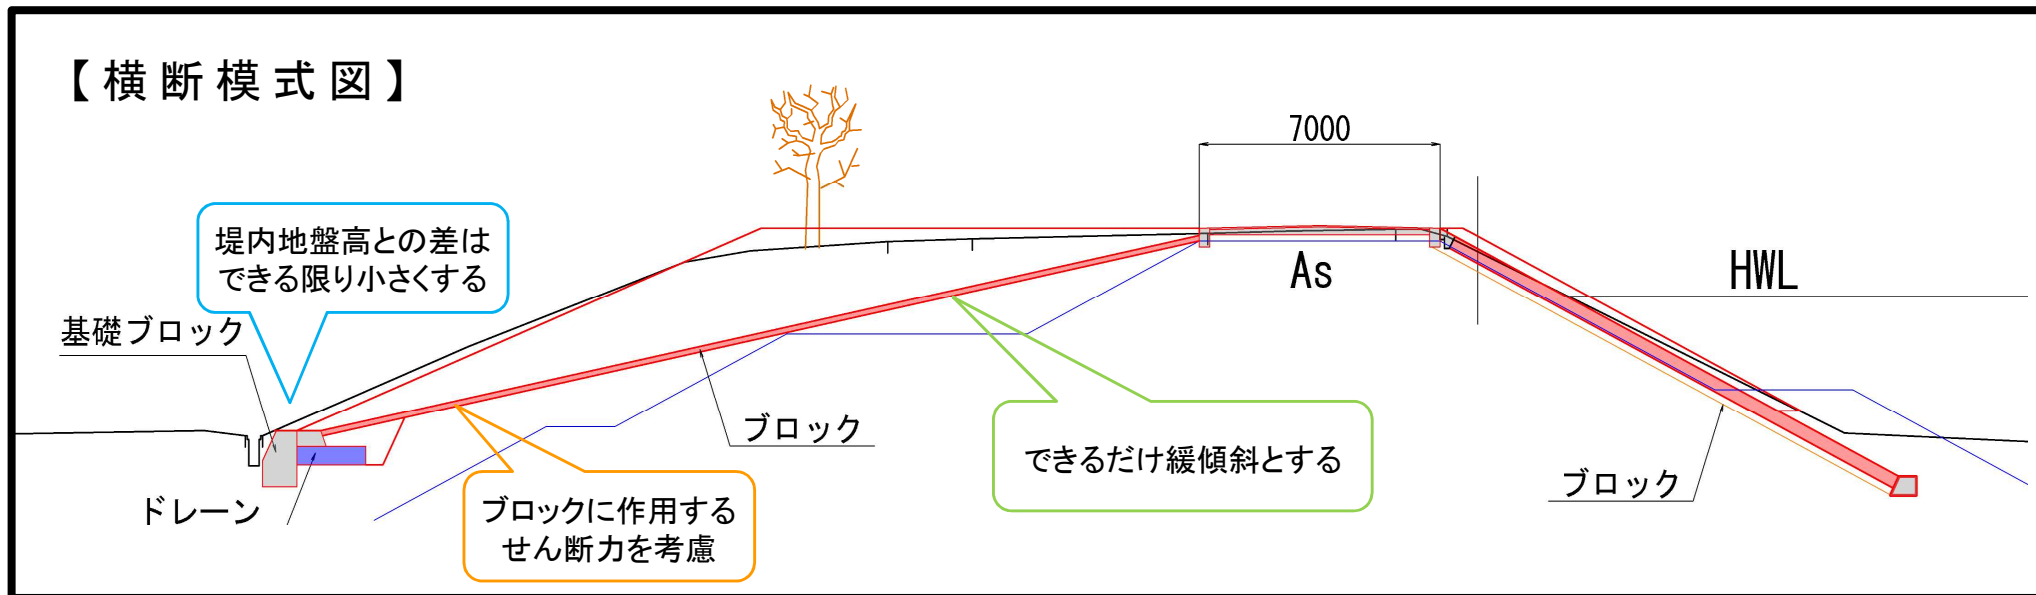 【横断模式図】
7000
堤内地盤高との差は
できる限り小さくする
As
HWL
基礎ブロック
ブロック
できるだけ緩傾斜とする
ブロック
ドレーン
ブロックに作用する
せん断力を考慮